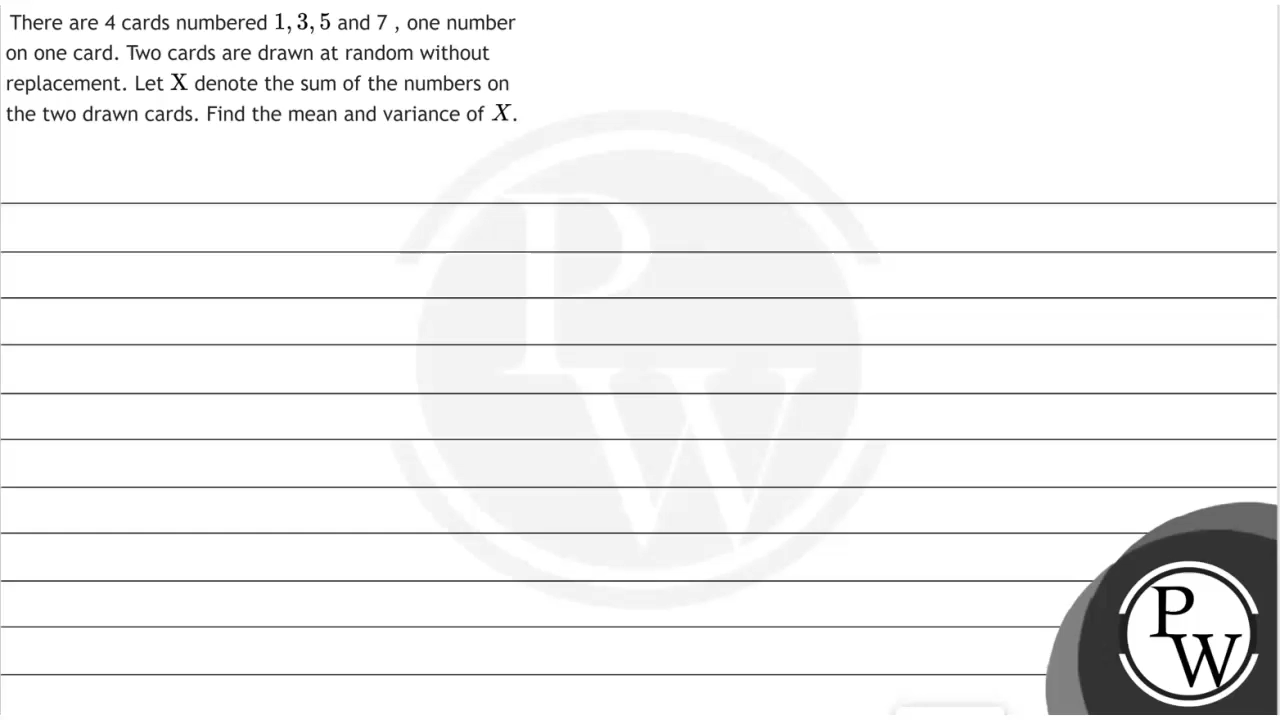 There are 4 cards numbered 1, 3, 5 and 7 , one number
on one card. Two cards are drawn at random without
replacement. Let X denote the sum of the numbers on
the two drawn cards. Find the mean and variance of X.
P
W
P
W